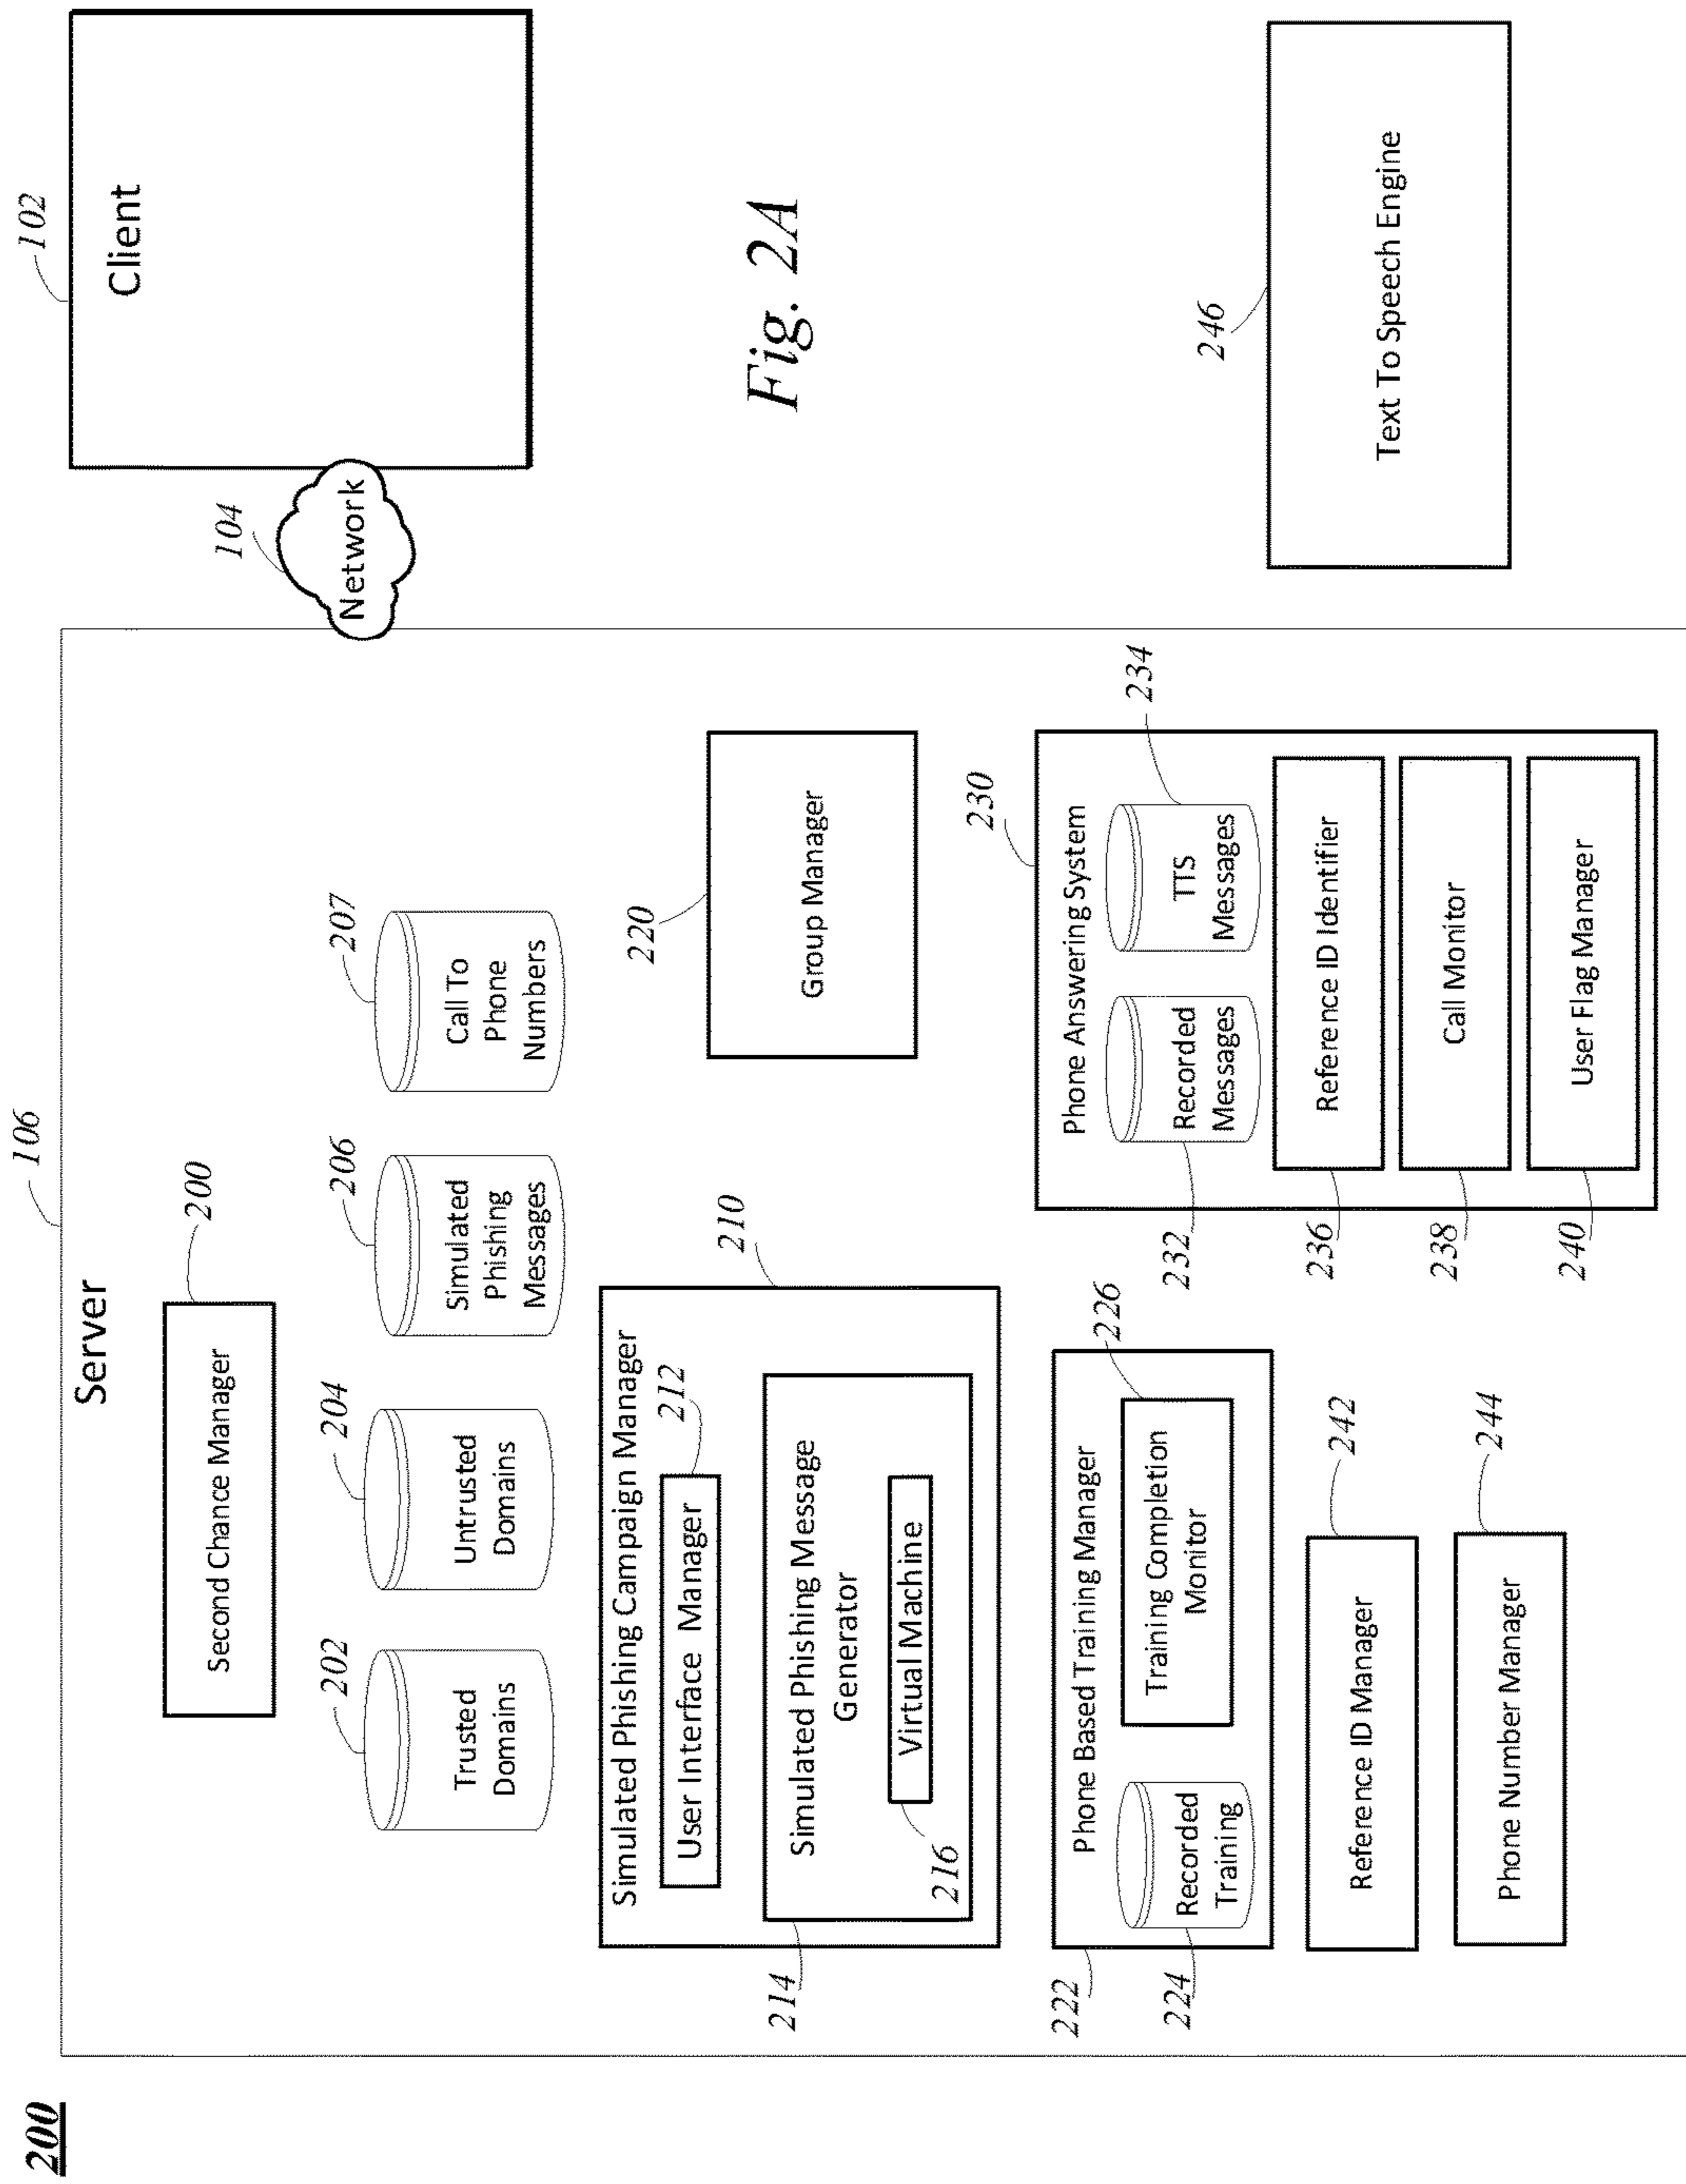 200
106
Server
Second Chance Manager
200
202
Trusted
Domains
204
Untrusted
Domains
206
Simulated
Phishing
Messages
207
Call To
Phone
Numbers
104
Network
102
Client
210
Simulated Phishing Campaign Manager
User Interface Manager
212
Simulated Phishing Message
Generator
Virtual Machine
216
214
220
Group Manager
Fig. 2A
222
Phone Based Training Manager
Recorded
Training
224
Training Completion
Monitor
226
Reference ID Manager
242
Phone Number Manager
244
230
Phone Answering System
Recorded
Messages
232
TTS
Messages
234
Reference ID Identifier
236
Call Monitor
238
User Flag Manager
240
246
Text To Speech Engine